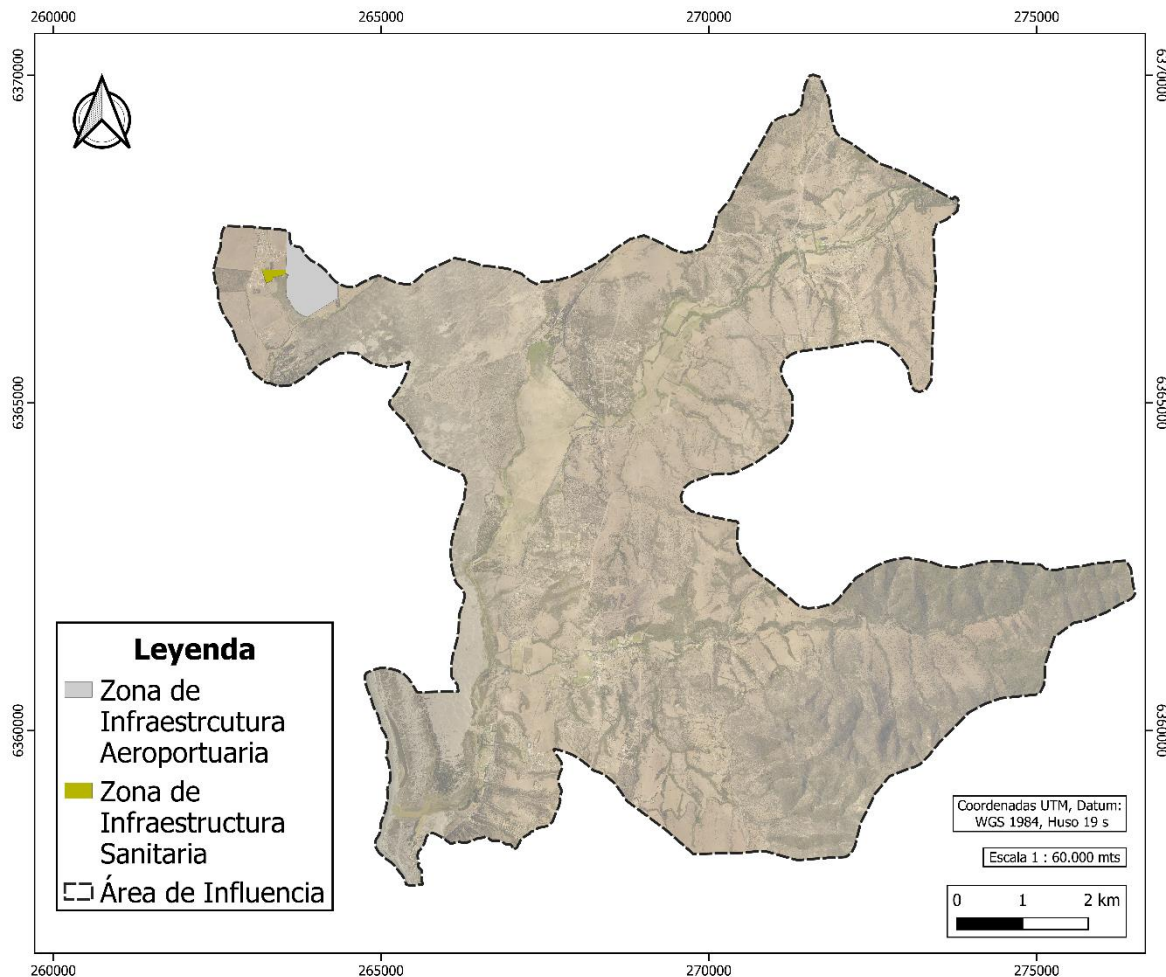 260000
265000
270000
275000
6370000
6370000
6365000
6365000
6360000
6360000
Leyenda
Zona de
Infraestrcutura
Aeroportuaria
Zona de
Infraestructura
Sanitaria
Área de Influencia
Coordenadas UTM, Datum:
WGS 1984, Huso 19 s
Escala 1 : 60.000 mts
0 1 2 km
260000
265000
270000
275000